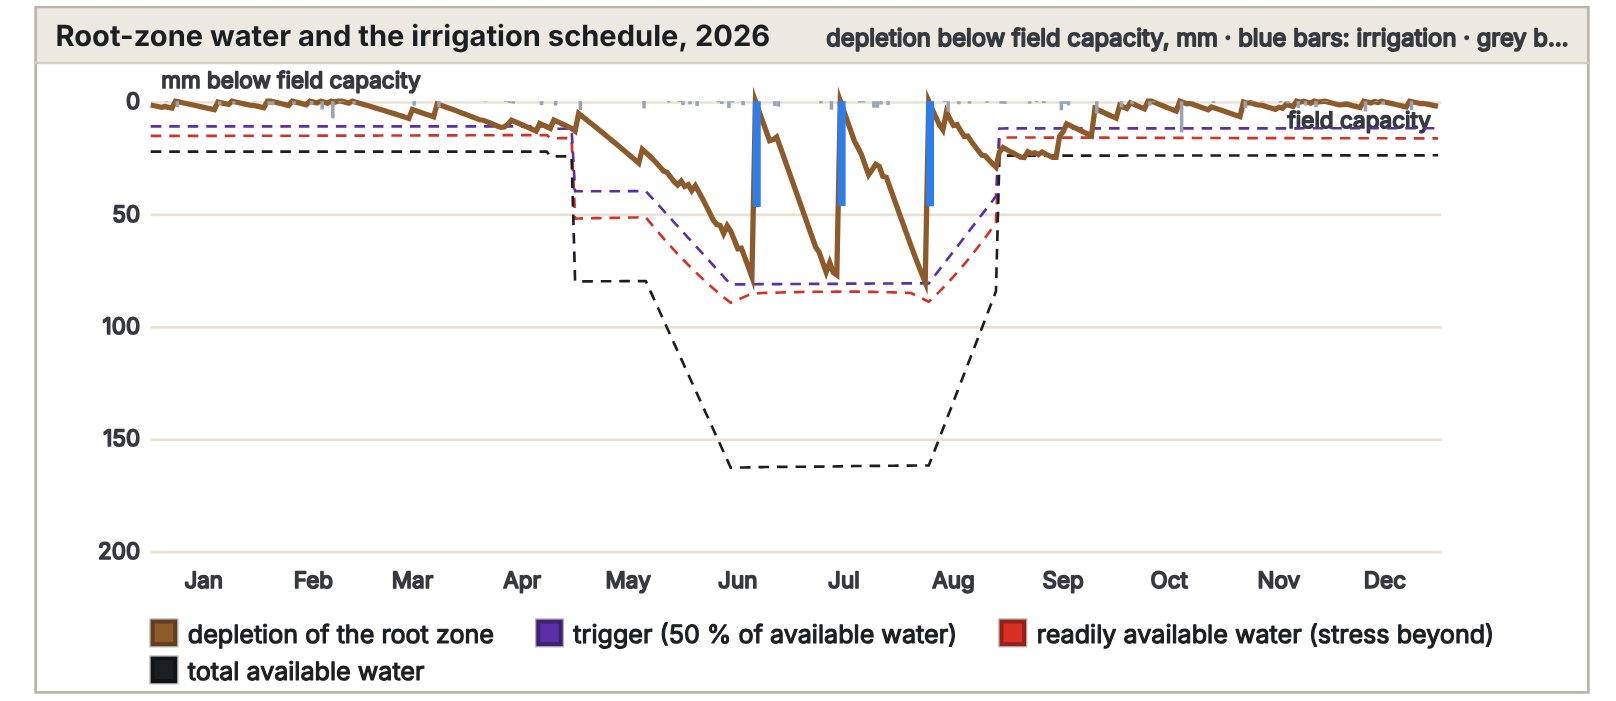 Root-zone water and the irrigation schedule, 2026
depletion below field capacity, mm · blue bars: irrigation · grey b...
mm below field capacity
0
field capacity
50
100
150
200
Jan Feb Mar Apr May Jun Jul Aug Sep Oct Nov Dec
depletion of the root zone
trigger (50 % of available water)
readily available water (stress beyond)
total available water